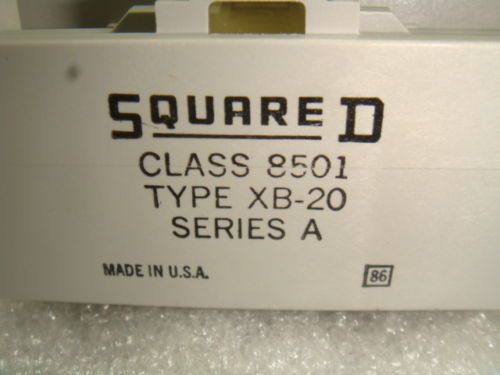 SQUARE D
CLASS 8501
TYPE XB-20
SERIES A
MADE IN U.S.A.
86